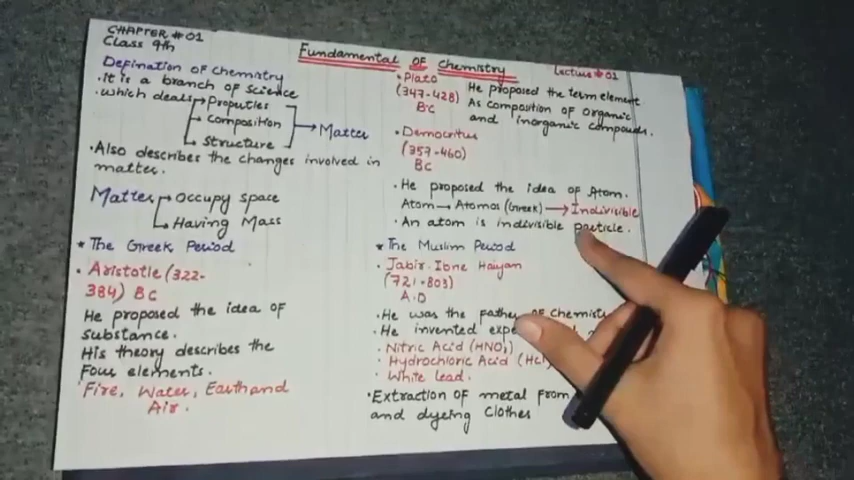 CHAPTER # 01
Class 9th
Fundamental OF Chemistry
Lecture # 01
Defination OF Chemistry
• It is a branch of science
• which deals → Properties
→ Composition
→ Structure
→ Matter
• Also describes the changes involved in
matter.
Matter → Occupy space
→ Having Mass
* The Greek Period
• Aristotle (322-
384) BC
He proposed the idea of
substance.
His theory describes the
Four elements.
Fire, Water, Earth and
Air.
• Plato
(347-428)
BC
He proposed the term element
As composition of Organic
and inorganic compounds.
• Democritus
(357-460)
BC
• He proposed the idea of Atom.
Atom → Atomos (Greek) → Indivisible
• An atom is indivisible particle.
* The Muslim Period
• Jabir Ibne Haiyan
(721-803)
A.D
• He was the Father of Chemist
• He invented
• Nitric Acid (HNO3)
• Hydrochloric Acid (HCl
• White lead.
• Extraction of metal from
and dyeing Clothes